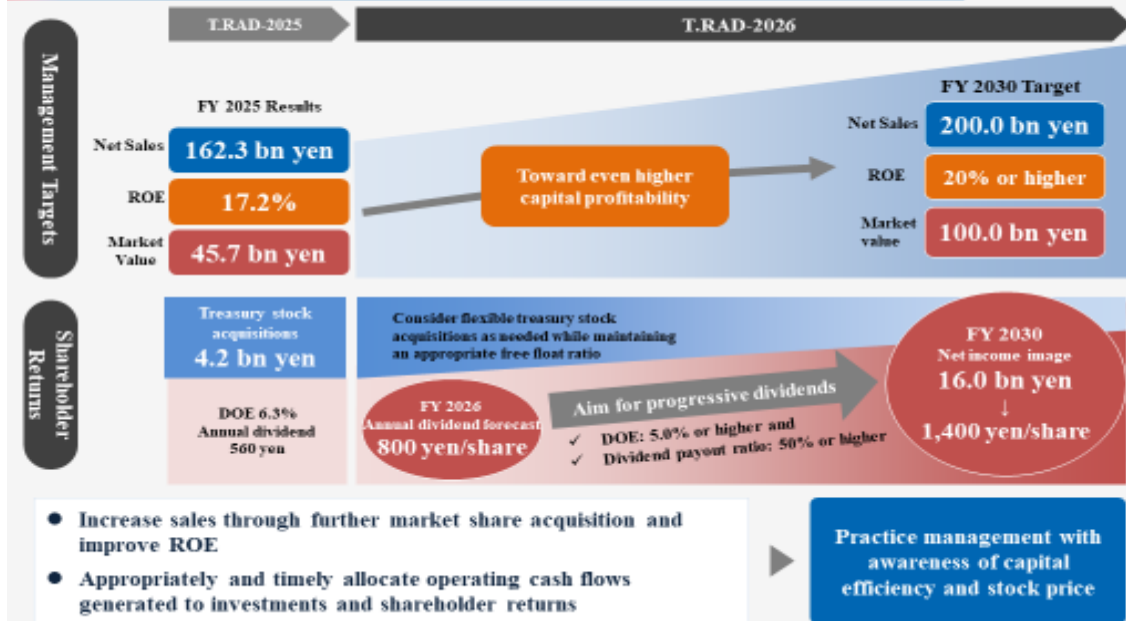 T.RAD-2025
T.RAD-2026
Management Targets
FY 2025 Results
Net Sales
162.3 bn yen
ROE
17.2%
Market
Value
45.7 bn yen
Toward even higher
capital profitability
FY 2030 Target
Net Sales
200.0 bn yen
ROE
20% or higher
Market
value
100.0 bn yen
Shareholder
Returns
Treasury stock
acquisitions
4.2 bn yen
DOE 6.3%
Annual dividend
560 yen
Consider flexible treasury stock
acquisitions as needed while maintaining
an appropriate free float ratio
FY 2026
Annual dividend forecast
800 yen/share
Aim for progressive dividends
✓ DOE: 5.0% or higher and
✓ Dividend payout ratio: 50% or higher
FY 2030
Net income image
16.0 bn yen
↓
1,400 yen/share
● Increase sales through further market share acquisition and
improve ROE
● Appropriately and timely allocate operating cash flows
generated to investments and shareholder returns
Practice management with
awareness of capital
efficiency and stock price